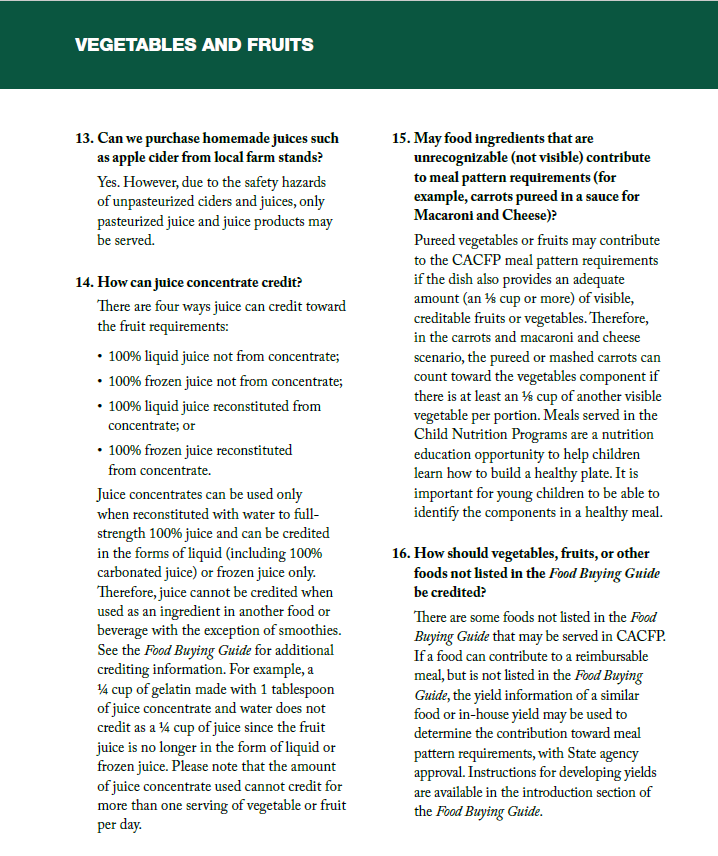 VEGETABLES AND FRUITS
13. Can we purchase homemade juices such
as apple cider from local farm stands?
Yes. However, due to the safety hazards
of unpasteurized ciders and juices, only
pasteurized juice and juice products may
be served.
14. How can juice concentrate credit?
There are four ways juice can credit toward
the fruit requirements:
• 100% liquid juice not from concentrate;
• 100% frozen juice not from concentrate;
• 100% liquid juice reconstituted from
concentrate; or
• 100% frozen juice reconstituted
from concentrate.
Juice concentrates can be used only
when reconstituted with water to full-
strength 100% juice and can be credited
in the forms of liquid (including 100%
carbonated juice) or frozen juice only.
Therefore, juice cannot be credited when
used as an ingredient in another food or
beverage with the exception of smoothies.
See the Food Buying Guide for additional
crediting information. For example, a
¼ cup of gelatin made with 1 tablespoon
of juice concentrate and water does not
credit as a ¼ cup of juice since the fruit
juice is no longer in the form of liquid or
frozen juice. Please note that the amount
of juice concentrate used cannot credit for
more than one serving of vegetable or fruit
per day.
15. May food ingredients that are
unrecognizable (not visible) contribute
to meal pattern requirements (for
example, carrots pureed in a sauce for
Macaroni and Cheese)?
Pureed vegetables or fruits may contribute
to the CACFP meal pattern requirements
if the dish also provides an adequate
amount (an ⅛ cup or more) of visible,
creditable fruits or vegetables. Therefore,
in the carrots and macaroni and cheese
scenario, the pureed or mashed carrots can
count toward the vegetables component if
there is at least an ⅛ cup of another visible
vegetable per portion. Meals served in the
Child Nutrition Programs are a nutrition
education opportunity to help children
learn how to build a healthy plate. It is
important for young children to be able to
identify the components in a healthy meal.
16. How should vegetables, fruits, or other
foods not listed in the Food Buying Guide
be credited?
There are some foods not listed in the Food
Buying Guide that may be served in CACFP.
If a food can contribute to a reimbursable
meal, but is not listed in the Food Buying
Guide, the yield information of a similar
food or in-house yield may be used to
determine the contribution toward meal
pattern requirements, with State agency
approval. Instructions for developing yields
are available in the introduction section of
the Food Buying Guide.